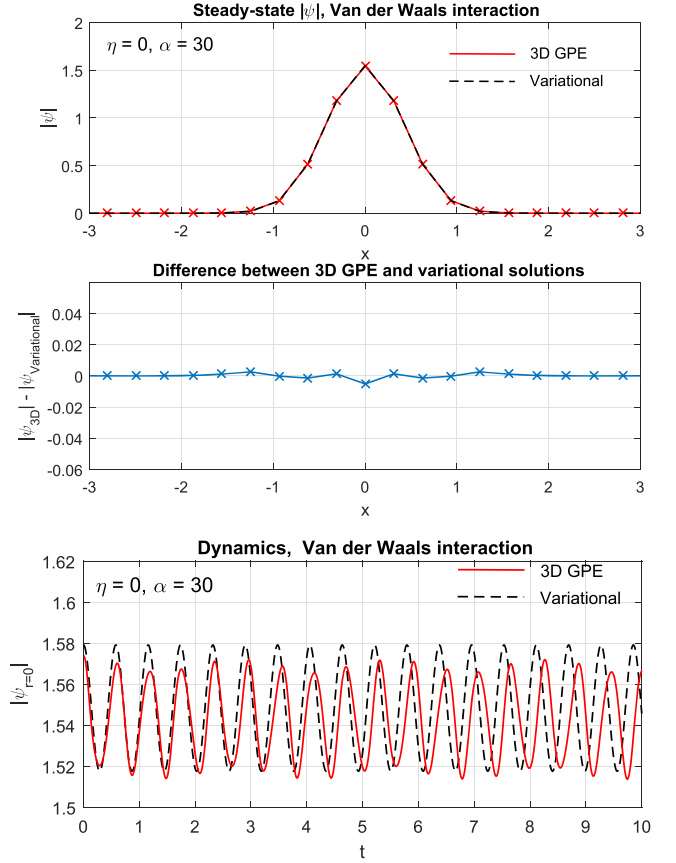 Steady-state |ψ|, Van der Waals interaction
η = 0, α = 30
3D GPE
Variational
|ψ|
2
1.5
1
0.5
0
-3 -2 -1 0 1 2 3
x
Difference between 3D GPE and variational solutions
|ψ3D| - |ψVariational|
0.04
0.02
0
-0.02
-0.04
-0.06
-3 -2 -1 0 1 2 3
x
Dynamics, Van der Waals interaction
η = 0, α = 30
3D GPE
Variational
|ψr=0|
1.62
1.6
1.58
1.56
1.54
1.52
1.5
0 1 2 3 4 5 6 7 8 9 10
t